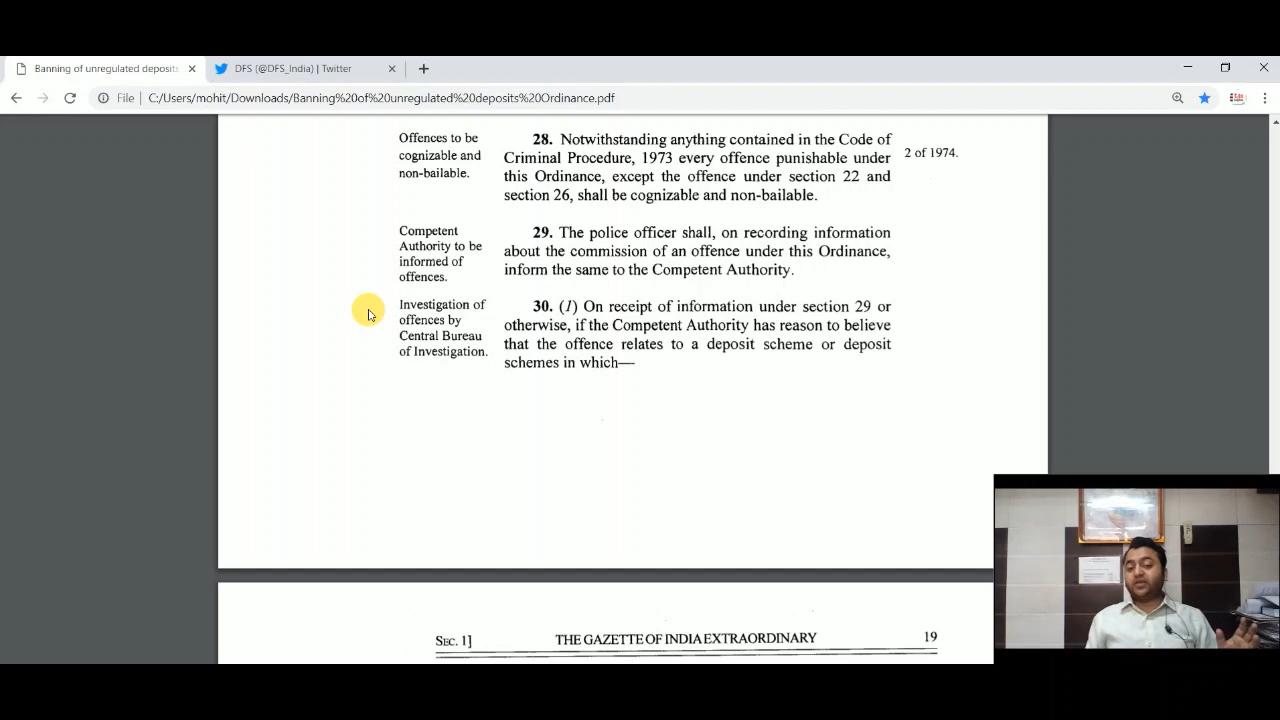 Banning of unregulated deposits
DFS (@DFS_India) | Twitter
File | C:/Users/mohit/Downloads/Banning%20of%20unregulated%20deposits%20Ordinance.pdf
Offences to be
cognizable and
non-bailable.
28. Notwithstanding anything contained in the Code of
Criminal Procedure, 1973 every offence punishable under
this Ordinance, except the offence under section 22 and
section 26, shall be cognizable and non-bailable.
2 of 1974.
Competent
Authority to be
informed of
offences.
29. The police officer shall, on recording information
about the commission of an offence under this Ordinance,
inform the same to the Competent Authority.
Investigation of
offences by
Central Bureau
of Investigation.
30. (1) On receipt of information under section 29 or
otherwise, if the Competent Authority has reason to believe
that the offence relates to a deposit scheme or deposit
schemes in which—
SEC. 1] THE GAZETTE OF INDIA EXTRAORDINARY 19